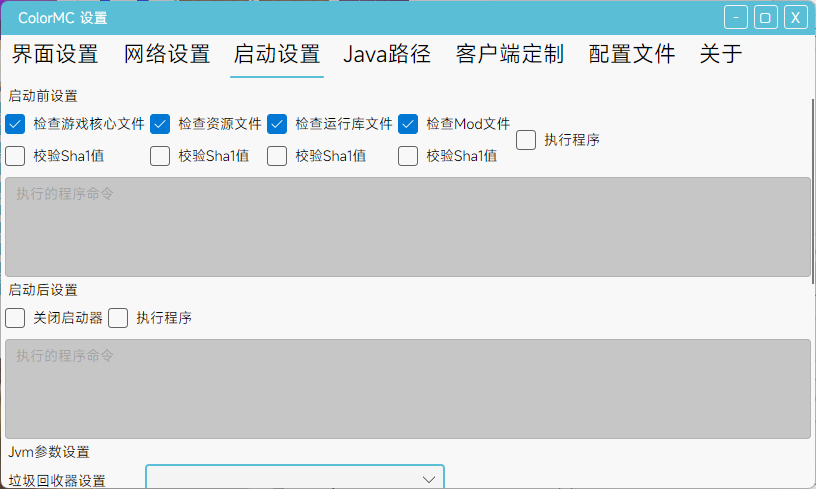 ColorMC 设置
界面设置 网络设置 启动设置 Java路径 客户端定制 配置文件 关于
启动前设置
检查游戏核心文件 检查资源文件 检查运行库文件 检查Mod文件 执行程序
校验Sha1值 校验Sha1值 校验Sha1值 校验Sha1值
执行的程序命令
启动后设置
关闭启动器 执行程序
执行的程序命令
Jvm参数设置
垃圾回收器设置